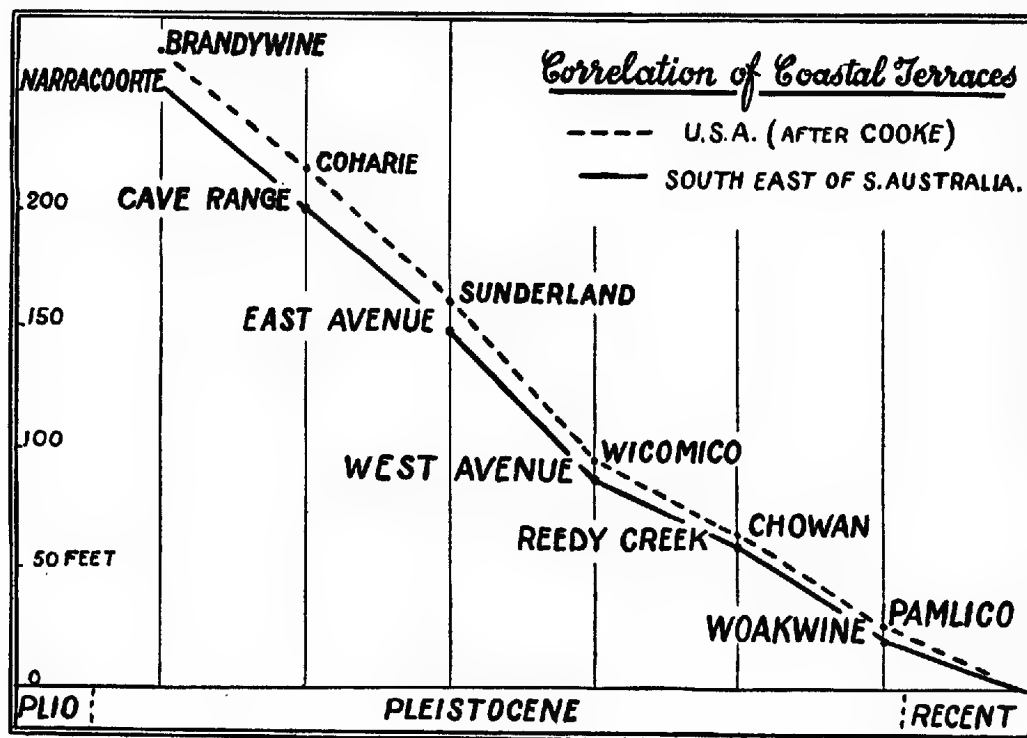 BRANDYWINE
NARRACOORTE
Correlation of Coastal Terraces
U.S.A. (AFTER COOKE)
SOUTH EAST OF S. AUSTRALIA.
COHARIE
CAVE RANGE
200
SUNDERLAND
EAST AVENUE
150
100
WICOMICO
WEST AVENUE
CHOWAN
REEDY CREEK
50 FEET
PAMLICO
WOAKWINE
0
PLIO
PLEISTOCENE
RECENT